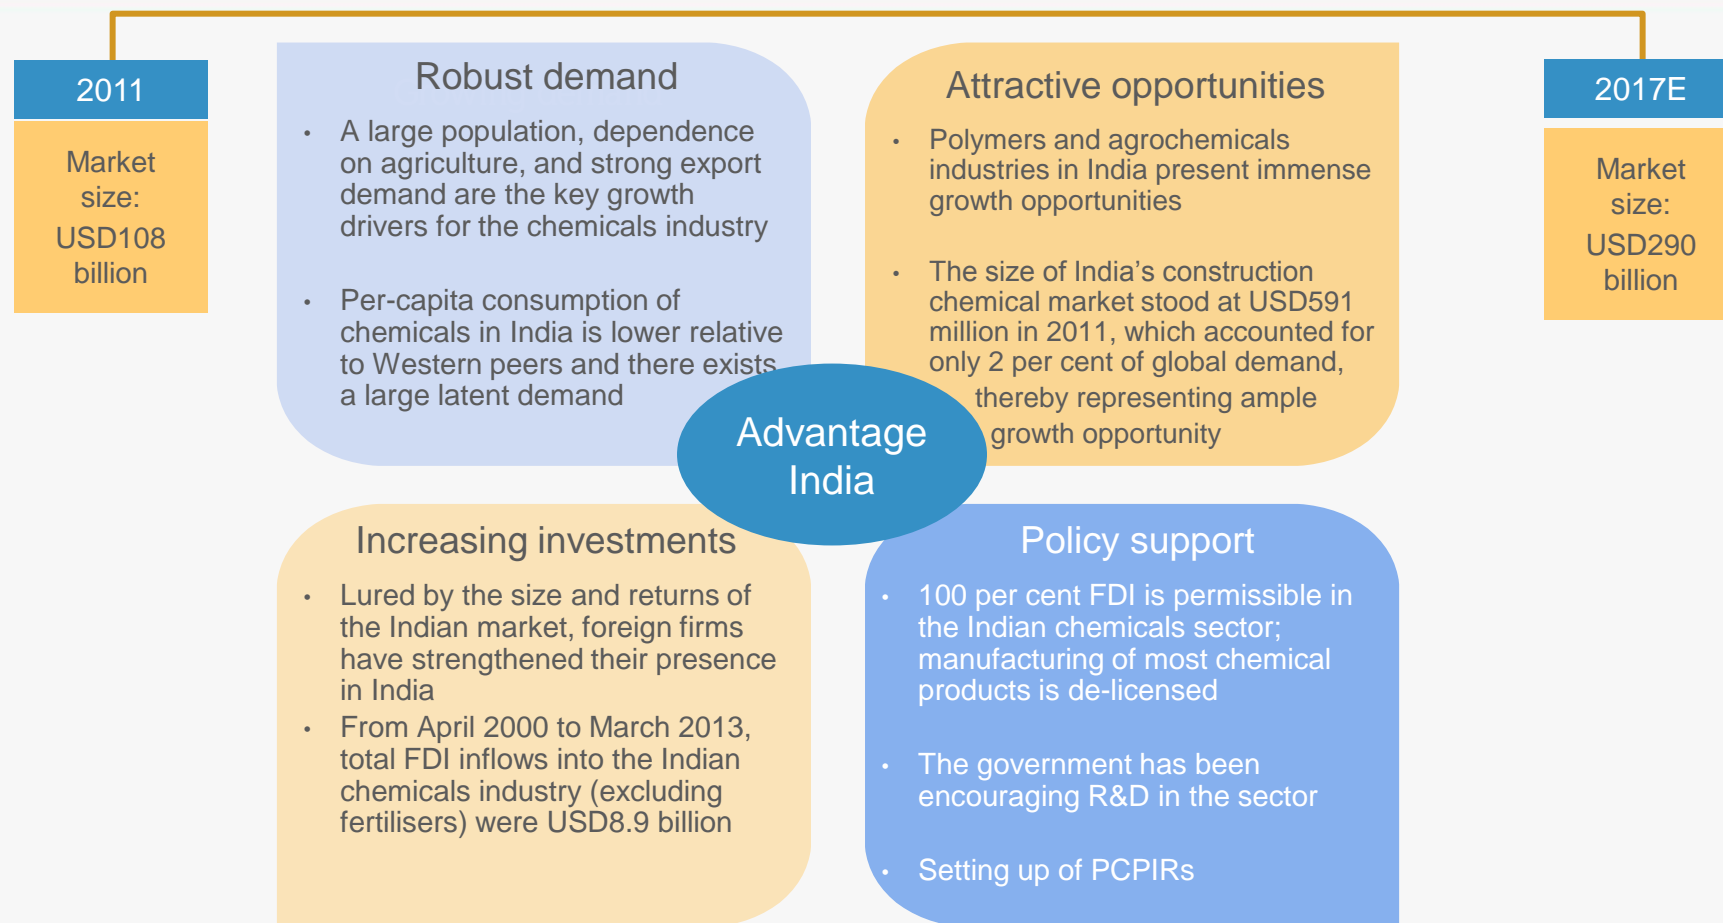 2011
Market
size:
USD108
billion
Robust demand
• A large population, dependence
on agriculture, and strong export
demand are the key growth
drivers for the chemicals industry
• Per-capita consumption of
chemicals in India is lower relative
to Western peers and there exists
a large latent demand
Attractive opportunities
• Polymers and agrochemicals
industries in India present immense
growth opportunities
• The size of India’s construction
chemical market stood at USD591
million in 2011, which accounted for
only 2 per cent of global demand,
thereby representing ample
growth opportunity
2017E
Market
size:
USD290
billion
Advantage
India
Increasing investments
• Lured by the size and returns of
the Indian market, foreign firms
have strengthened their presence
in India
• From April 2000 to March 2013,
total FDI inflows into the Indian
chemicals industry (excluding
fertilisers) were USD8.9 billion
Policy support
• 100 per cent FDI is permissible in
the Indian chemicals sector;
manufacturing of most chemical
products is de-licensed
• The government has been
encouraging R&D in the sector
• Setting up of PCPIRs